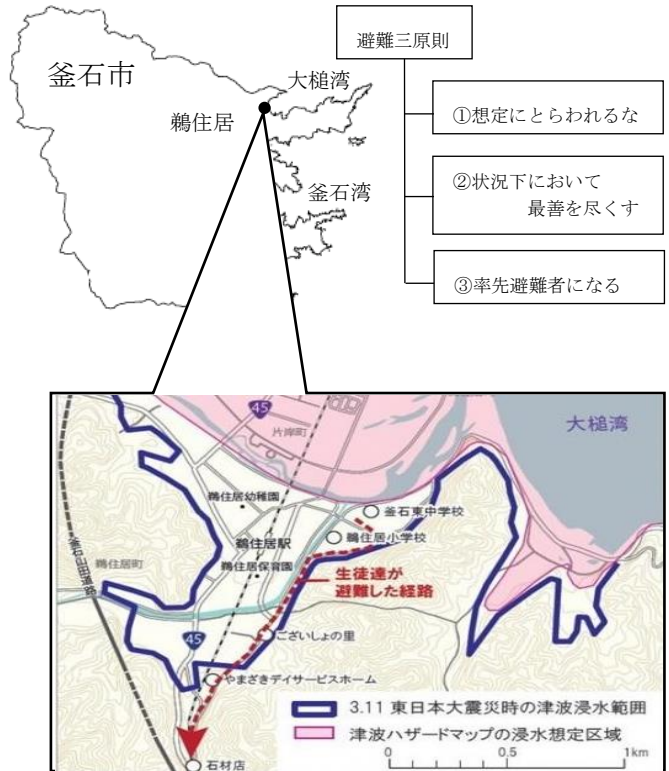 釜石市
大槌湾
鵜住居
釜石湾
避難三原則
①想定にとらわれるな
②状況下において
最善を尽くす
③率先避難者になる
45
片岸町
大槌湾
鵜住居幼稚園
釜石東中学校
鵜住居駅
鵜住居小学校
釜石山田道路
鵜住居町
鵜住居保育園
生徒達が
避難した経路
45
ございしょの里
やまざきデイサービスホーム
石材店
3.11 東日本大震災時の津波浸水範囲
津波ハザードマップの浸水想定区域
0 0.5 1km